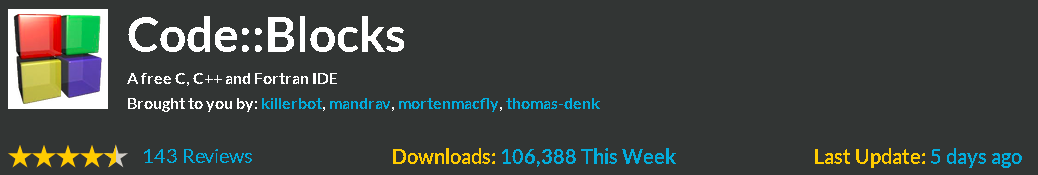 Code::Blocks
A free C, C++ and Fortran IDE
Brought to you by: killerbot, mandrav, mortenmacfly, thomas-denk
143 Reviews Downloads: 106,388 This Week Last Update: 5 days ago